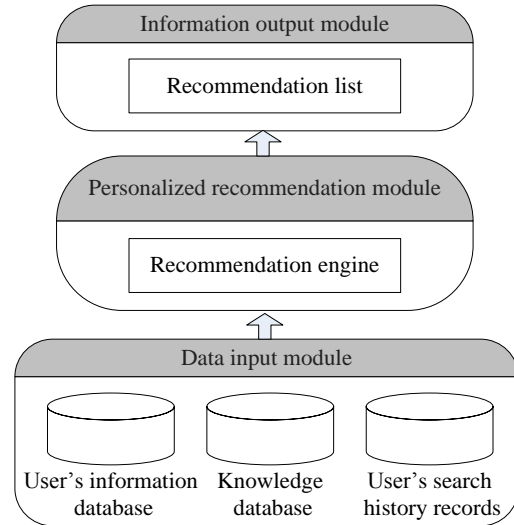 Information output module
Recommendation list
Personalized recommendation module
Recommendation engine
Data input module
User's information
database
Knowledge
database
User's search
history records